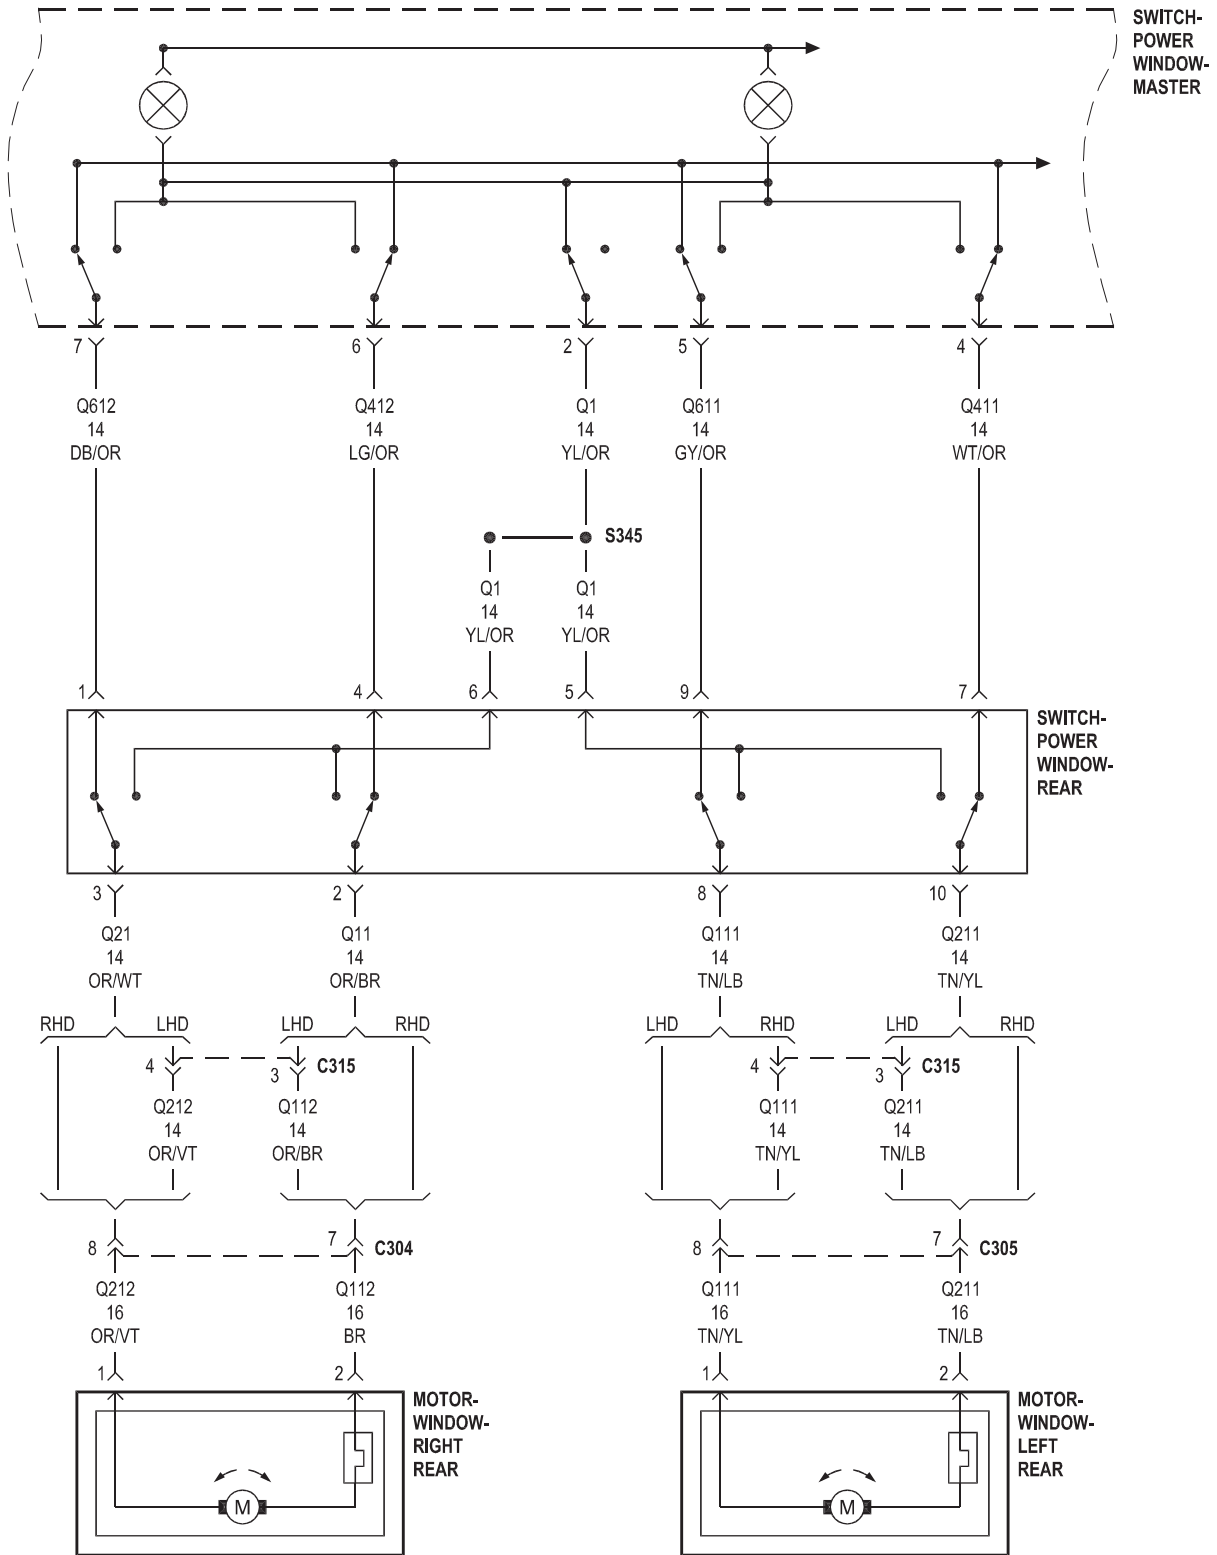 SWITCH-
POWER
WINDOW-
MASTER
7 6 2 5 4
Q612 Q412 Q1 Q611 Q411
14 14 14 14 14
DB/OR LG/OR YL/OR GY/OR WT/OR
S345
Q1 Q1
14 14
YL/OR YL/OR
1 4 6 5 9 7
SWITCH-
POWER
WINDOW-
REAR
3 2 8 10
Q21 Q11 Q111 Q211
14 14 14 14
OR/WT OR/BR TN/LB TN/YL
RHD LHD LHD RHD LHD RHD LHD RHD
4 3 C315 4 3 C315
Q212 Q112 Q111 Q211
14 14 14 14
OR/VT OR/BR TN/YL TN/LB
8 7 C304 8 7 C305
Q212 Q112 Q111 Q211
16 16 16 16
OR/VT BR TN/YL TN/LB
1 2 1 2
MOTOR-
WINDOW-
RIGHT
REAR
MOTOR-
WINDOW-
LEFT
REAR
M M